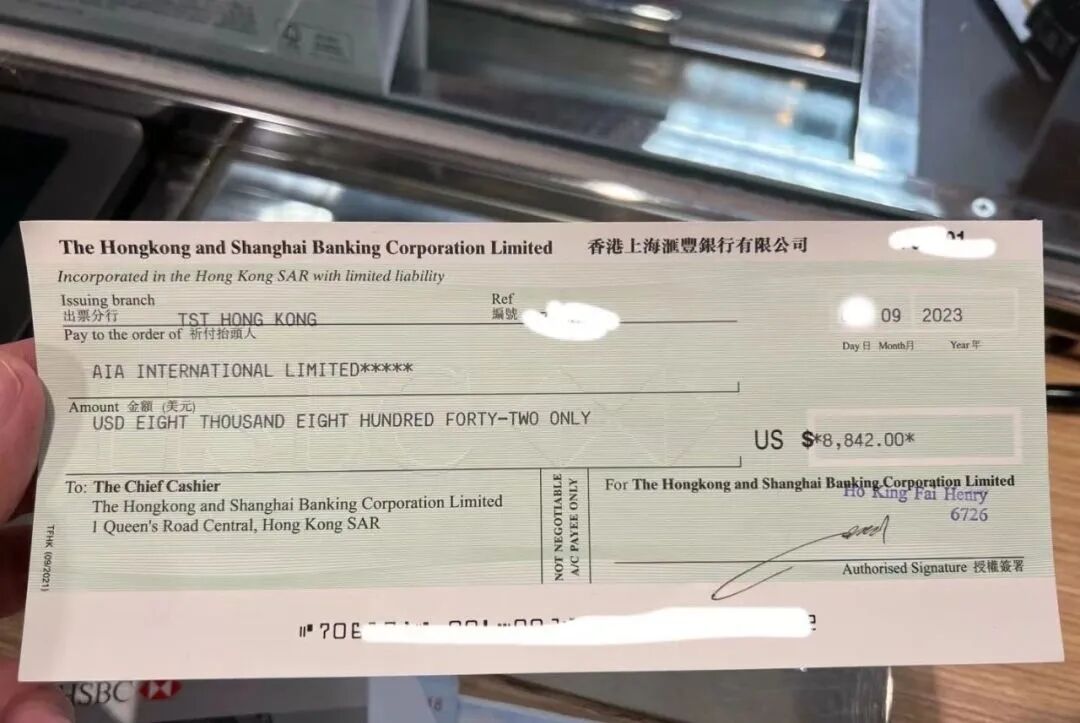 The Hongkong and Shanghai Banking Corporation Limited 香港上海滙豐銀行有限公司
Incorporated in the Hong Kong SAR with limited liability
Issuing branch
出票分行 TST HONG KONG
Ref
編號
09 2023
Day 日 Month 月 Year 年
Pay to the order of 祈付抬頭人
AIA INTERNATIONAL LIMITED*****
Amount 金額 (美元)
USD EIGHT THOUSAND EIGHT HUNDRED FORTY-TWO ONLY
US $*8,842.00*
To: The Chief Cashier
The Hongkong and Shanghai Banking Corporation Limited
1 Queen's Road Central, Hong Kong SAR
NOT NEGOTIABLE
A/C PAYEE ONLY
For The Hongkong and Shanghai Banking Corporation Limited
Ho King Fai Henry
6726
Authorised Signature 授權簽署
TFHK (09/2021)
HSBC